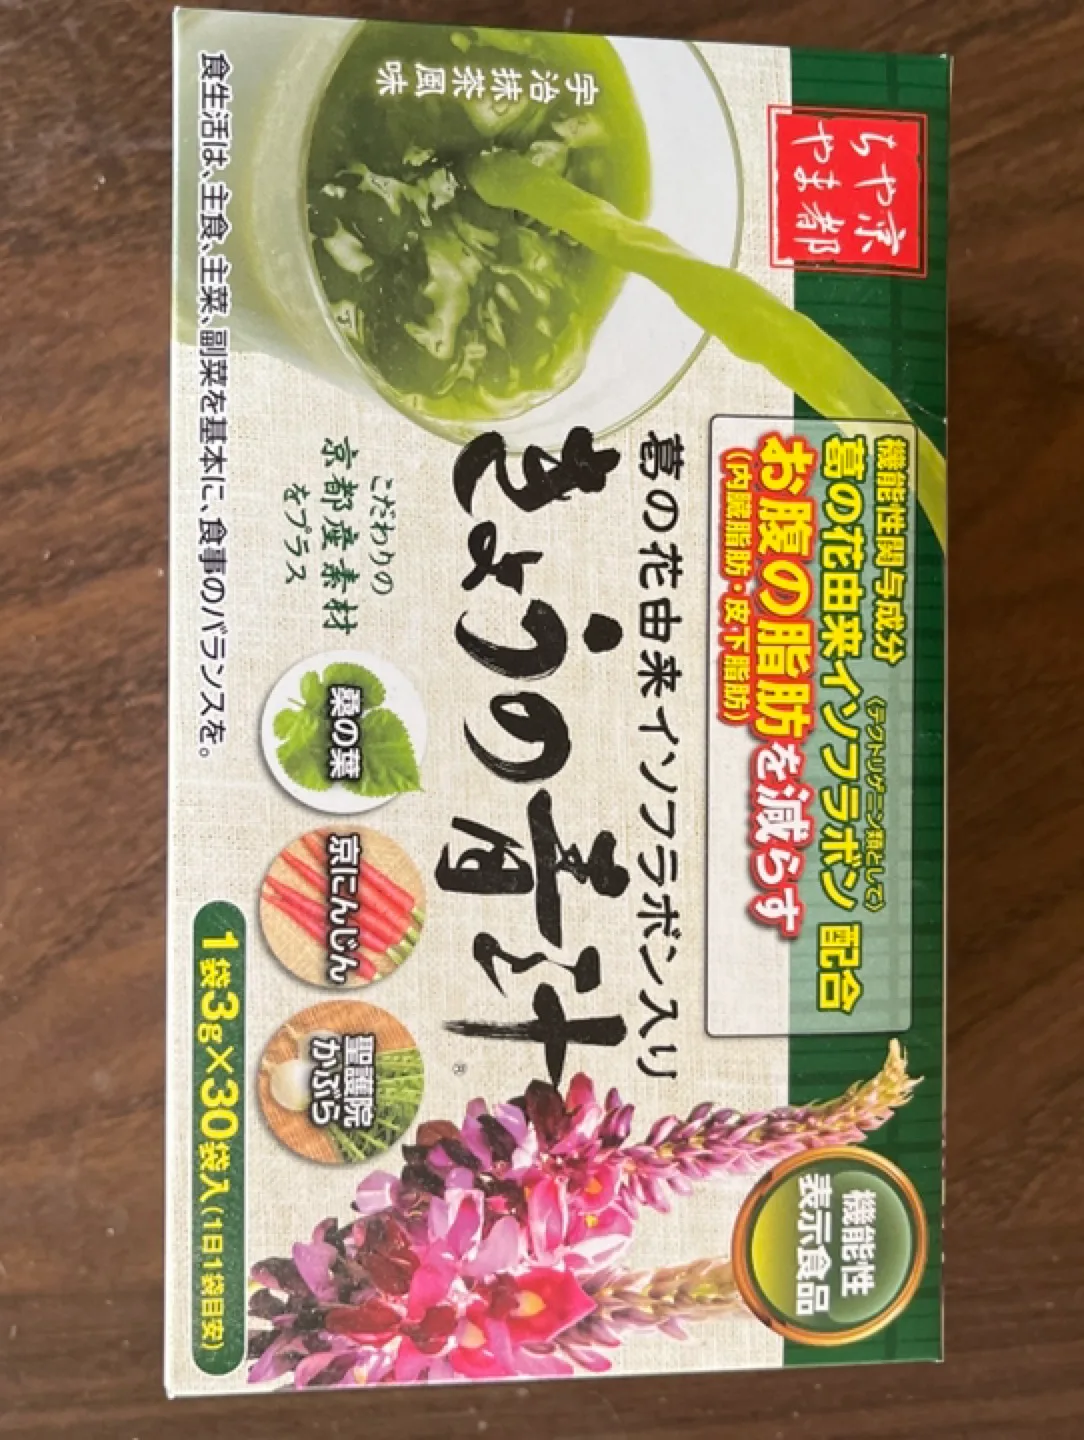 京都
やまちや
機能性関与成分
葛の花由来イソフラボン〈テクトリゲニン類として〉配合
お腹の脂肪を減らす
(内臓脂肪・皮下脂肪)
宇治抹茶風味
葛の花由来イソフラボン入り
きょうの青汁®
こだわりの
京都産素材
をプラス
桑の葉
京にんじん
聖護院
かぶら
機能性
表示食品
食生活は、主食、主菜、副菜を基本に、食事のバランスを。
1袋3g×30袋入(1日1袋目安)